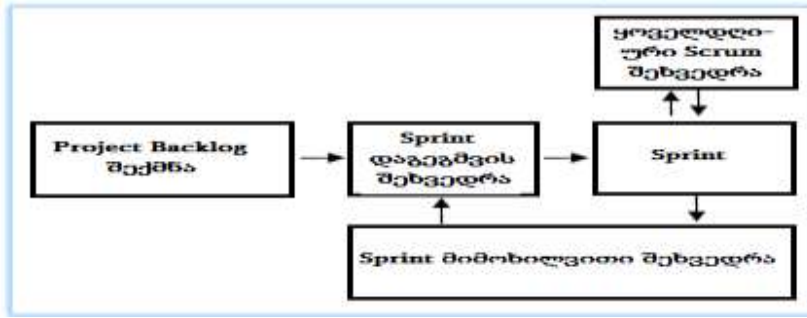 ყოველდღი-
ური Scrum
შეხვედრა
Project Backlog
შექმნა
Sprint
დაგეგმვის
შეხვედრა
Sprint
Sprint მიმოხილვითი შეხვედრა